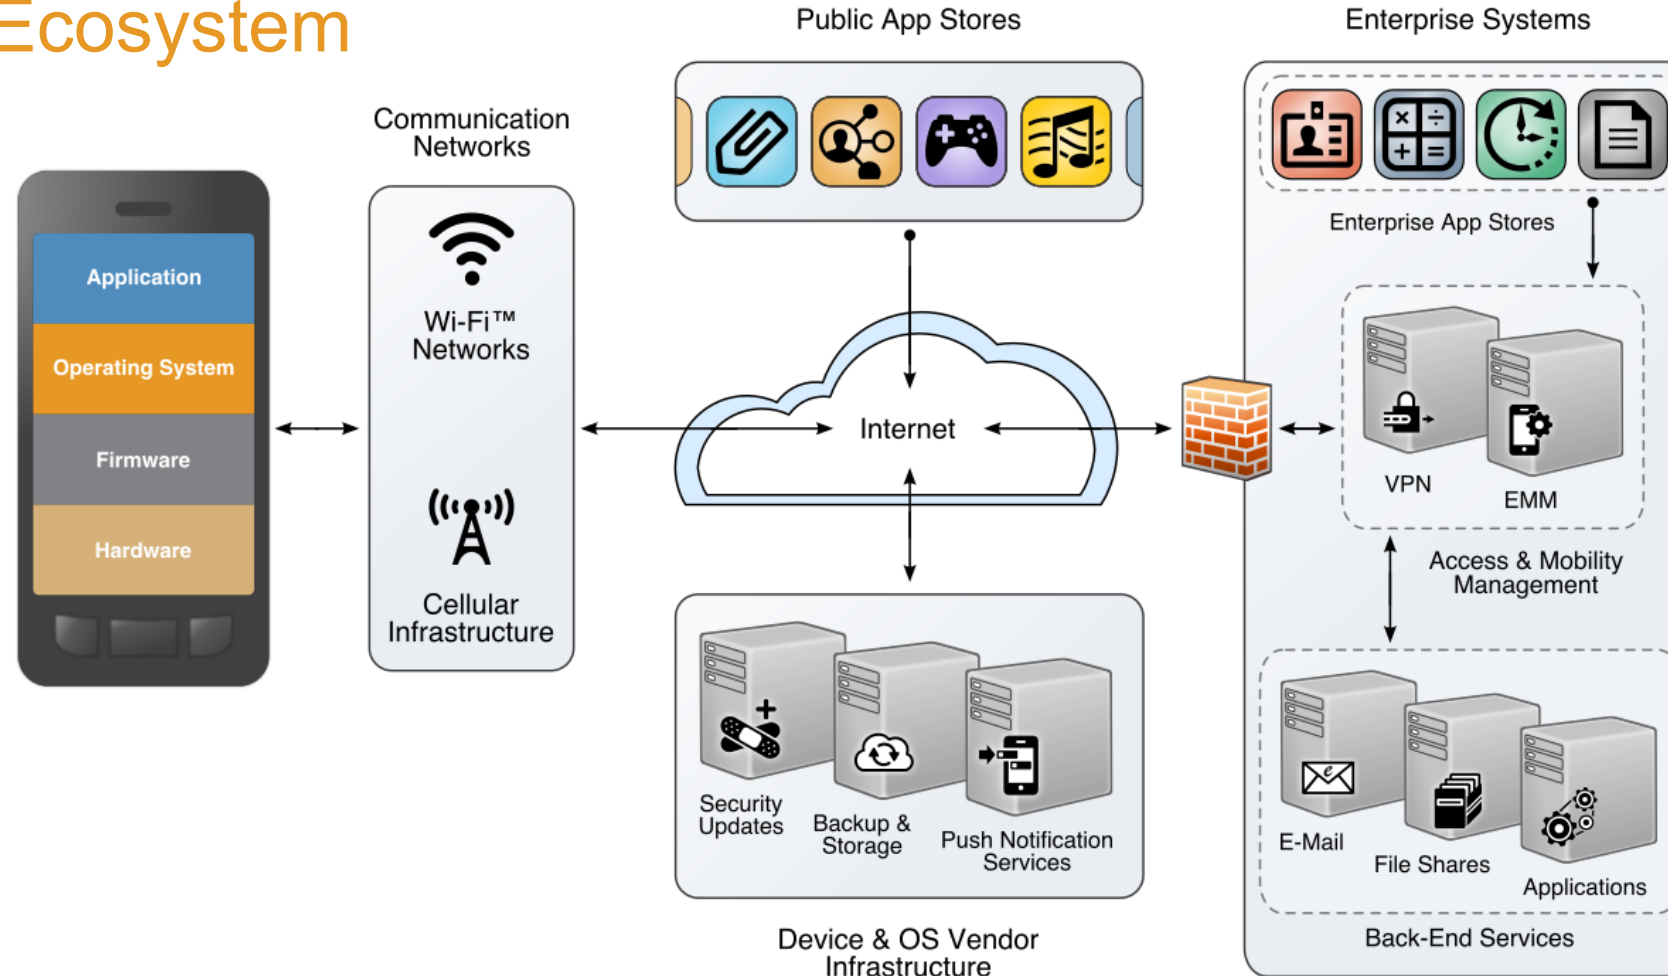 Ecosystem
Public App Stores
Enterprise Systems
Communication
Networks
Application
Operating System
Firmware
Hardware
Wi-Fi™
Networks
Cellular
Infrastructure
Internet
Enterprise App Stores
VPN
EMM
Access & Mobility
Management
Security
Updates
Backup &
Storage
Push Notification
Services
Device & OS Vendor
Infrastructure
E-Mail
File Shares
Applications
Back-End Services